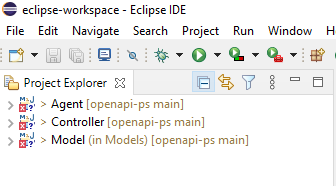 eclipse-workspace - Eclipse IDE
File Edit Navigate Search Project Run Window Help
Project Explorer
> Agent [openapi-ps main]
> Controller [openapi-ps main]
> Model (in Models) [openapi-ps main]